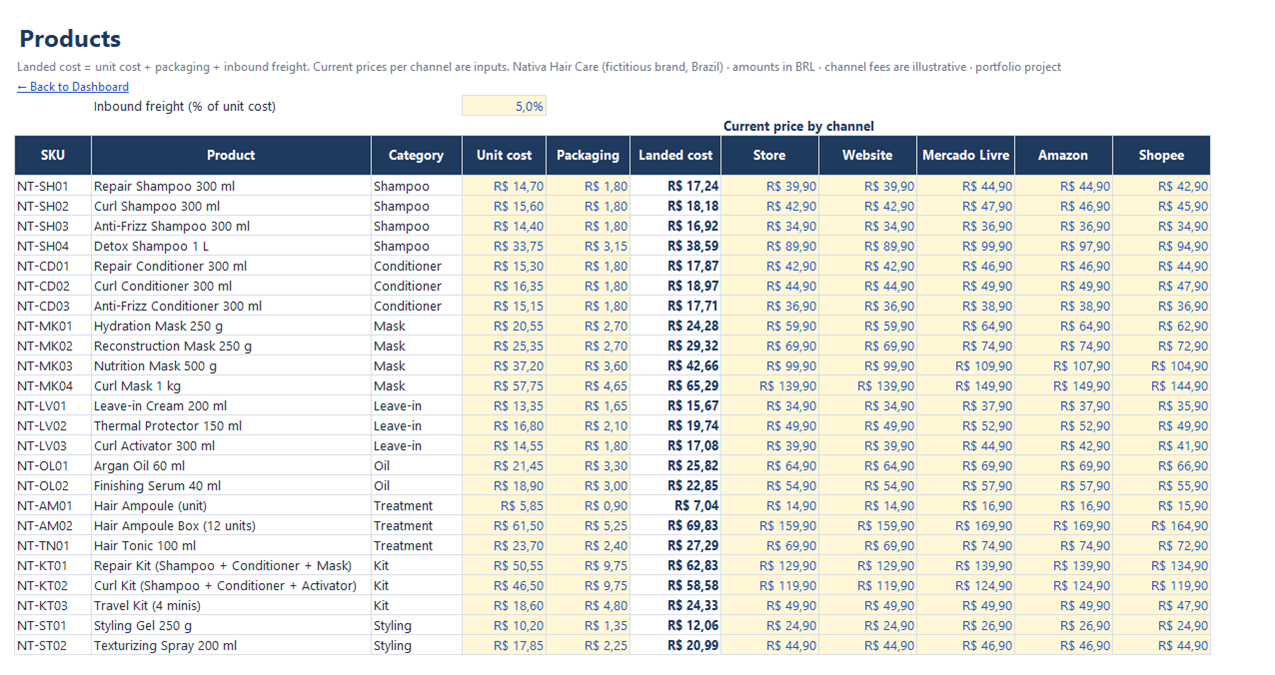 Products
Landed cost = unit cost + packaging + inbound freight. Current prices per channel are inputs. Nativa Hair Care (fictitious brand, Brazil) · amounts in BRL · channel fees are illustrative · portfolio project
← Back to Dashboard
Inbound freight (% of unit cost) 5,0%
Current price by channel
SKU Product Category Unit cost Packaging Landed cost Store Website Mercado Livre Amazon Shopee
NT-SH01 Repair Shampoo 300 ml Shampoo R$ 14,70 R$ 1,80 R$ 17,24 R$ 39,90 R$ 39,90 R$ 44,90 R$ 44,90 R$ 42,90
NT-SH02 Curl Shampoo 300 ml Shampoo R$ 15,60 R$ 1,80 R$ 18,18 R$ 42,90 R$ 42,90 R$ 47,90 R$ 46,90 R$ 45,90
NT-SH03 Anti-Frizz Shampoo 300 ml Shampoo R$ 14,40 R$ 1,80 R$ 16,92 R$ 34,90 R$ 34,90 R$ 36,90 R$ 36,90 R$ 34,90
NT-SH04 Detox Shampoo 1 L Shampoo R$ 33,75 R$ 3,15 R$ 38,59 R$ 89,90 R$ 89,90 R$ 99,90 R$ 97,90 R$ 94,90
NT-CD01 Repair Conditioner 300 ml Conditioner R$ 15,30 R$ 1,80 R$ 17,87 R$ 42,90 R$ 42,90 R$ 46,90 R$ 46,90 R$ 44,90
NT-CD02 Curl Conditioner 300 ml Conditioner R$ 16,35 R$ 1,80 R$ 18,97 R$ 44,90 R$ 44,90 R$ 49,90 R$ 49,90 R$ 47,90
NT-CD03 Anti-Frizz Conditioner 300 ml Conditioner R$ 15,15 R$ 1,80 R$ 17,71 R$ 36,90 R$ 36,90 R$ 38,90 R$ 38,90 R$ 36,90
NT-MK01 Hydration Mask 250 g Mask R$ 20,55 R$ 2,70 R$ 24,28 R$ 59,90 R$ 59,90 R$ 64,90 R$ 64,90 R$ 62,90
NT-MK02 Reconstruction Mask 250 g Mask R$ 25,35 R$ 2,70 R$ 29,32 R$ 69,90 R$ 69,90 R$ 74,90 R$ 74,90 R$ 72,90
NT-MK03 Nutrition Mask 500 g Mask R$ 37,20 R$ 3,60 R$ 42,66 R$ 99,90 R$ 99,90 R$ 109,90 R$ 107,90 R$ 104,90
NT-MK04 Curl Mask 1 kg Mask R$ 57,75 R$ 4,65 R$ 65,29 R$ 139,90 R$ 139,90 R$ 149,90 R$ 149,90 R$ 144,90
NT-LV01 Leave-in Cream 200 ml Leave-in R$ 13,35 R$ 1,65 R$ 15,67 R$ 34,90 R$ 34,90 R$ 37,90 R$ 37,90 R$ 35,90
NT-LV02 Thermal Protector 150 ml Leave-in R$ 16,80 R$ 2,10 R$ 19,74 R$ 49,90 R$ 49,90 R$ 52,90 R$ 52,90 R$ 49,90
NT-LV03 Curl Activator 300 ml Leave-in R$ 14,55 R$ 1,80 R$ 17,08 R$ 39,90 R$ 39,90 R$ 44,90 R$ 42,90 R$ 41,90
NT-OL01 Argan Oil 60 ml Oil R$ 21,45 R$ 3,30 R$ 25,82 R$ 64,90 R$ 64,90 R$ 69,90 R$ 69,90 R$ 66,90
NT-OL02 Finishing Serum 40 ml Oil R$ 18,90 R$ 3,00 R$ 22,85 R$ 54,90 R$ 54,90 R$ 57,90 R$ 57,90 R$ 55,90
NT-AM01 Hair Ampoule (unit) Treatment R$ 5,85 R$ 0,90 R$ 7,04 R$ 14,90 R$ 14,90 R$ 16,90 R$ 16,90 R$ 15,90
NT-AM02 Hair Ampoule Box (12 units) Treatment R$ 61,50 R$ 5,25 R$ 69,83 R$ 159,90 R$ 159,90 R$ 169,90 R$ 169,90 R$ 164,90
NT-TN01 Hair Tonic 100 ml Treatment R$ 23,70 R$ 2,40 R$ 27,29 R$ 69,90 R$ 69,90 R$ 74,90 R$ 74,90 R$ 72,90
NT-KT01 Repair Kit (Shampoo + Conditioner + Mask) Kit R$ 50,55 R$ 9,75 R$ 62,83 R$ 129,90 R$ 129,90 R$ 139,90 R$ 139,90 R$ 134,90
NT-KT02 Curl Kit (Shampoo + Conditioner + Activator) Kit R$ 46,50 R$ 9,75 R$ 58,58 R$ 119,90 R$ 119,90 R$ 124,90 R$ 124,90 R$ 119,90
NT-KT03 Travel Kit (4 minis) Kit R$ 18,60 R$ 4,80 R$ 24,33 R$ 49,90 R$ 49,90 R$ 49,90 R$ 49,90 R$ 47,90
NT-ST01 Styling Gel 250 g Styling R$ 10,20 R$ 1,35 R$ 12,06 R$ 24,90 R$ 24,90 R$ 26,90 R$ 26,90 R$ 24,90
NT-ST02 Texturizing Spray 200 ml Styling R$ 17,85 R$ 2,25 R$ 20,99 R$ 44,90 R$ 44,90 R$ 46,90 R$ 46,90 R$ 44,90